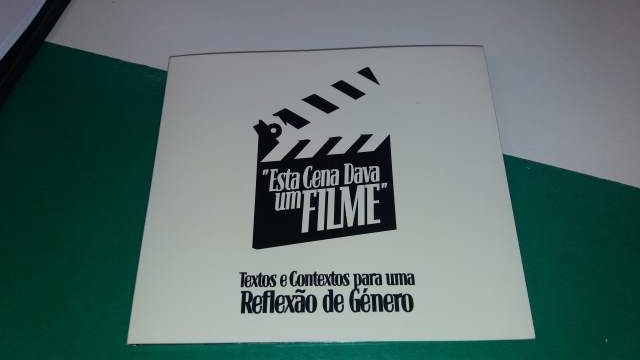 "Esta Cena Dava
um FILME"
Textos e Contextos para uma
Reflexão de Género